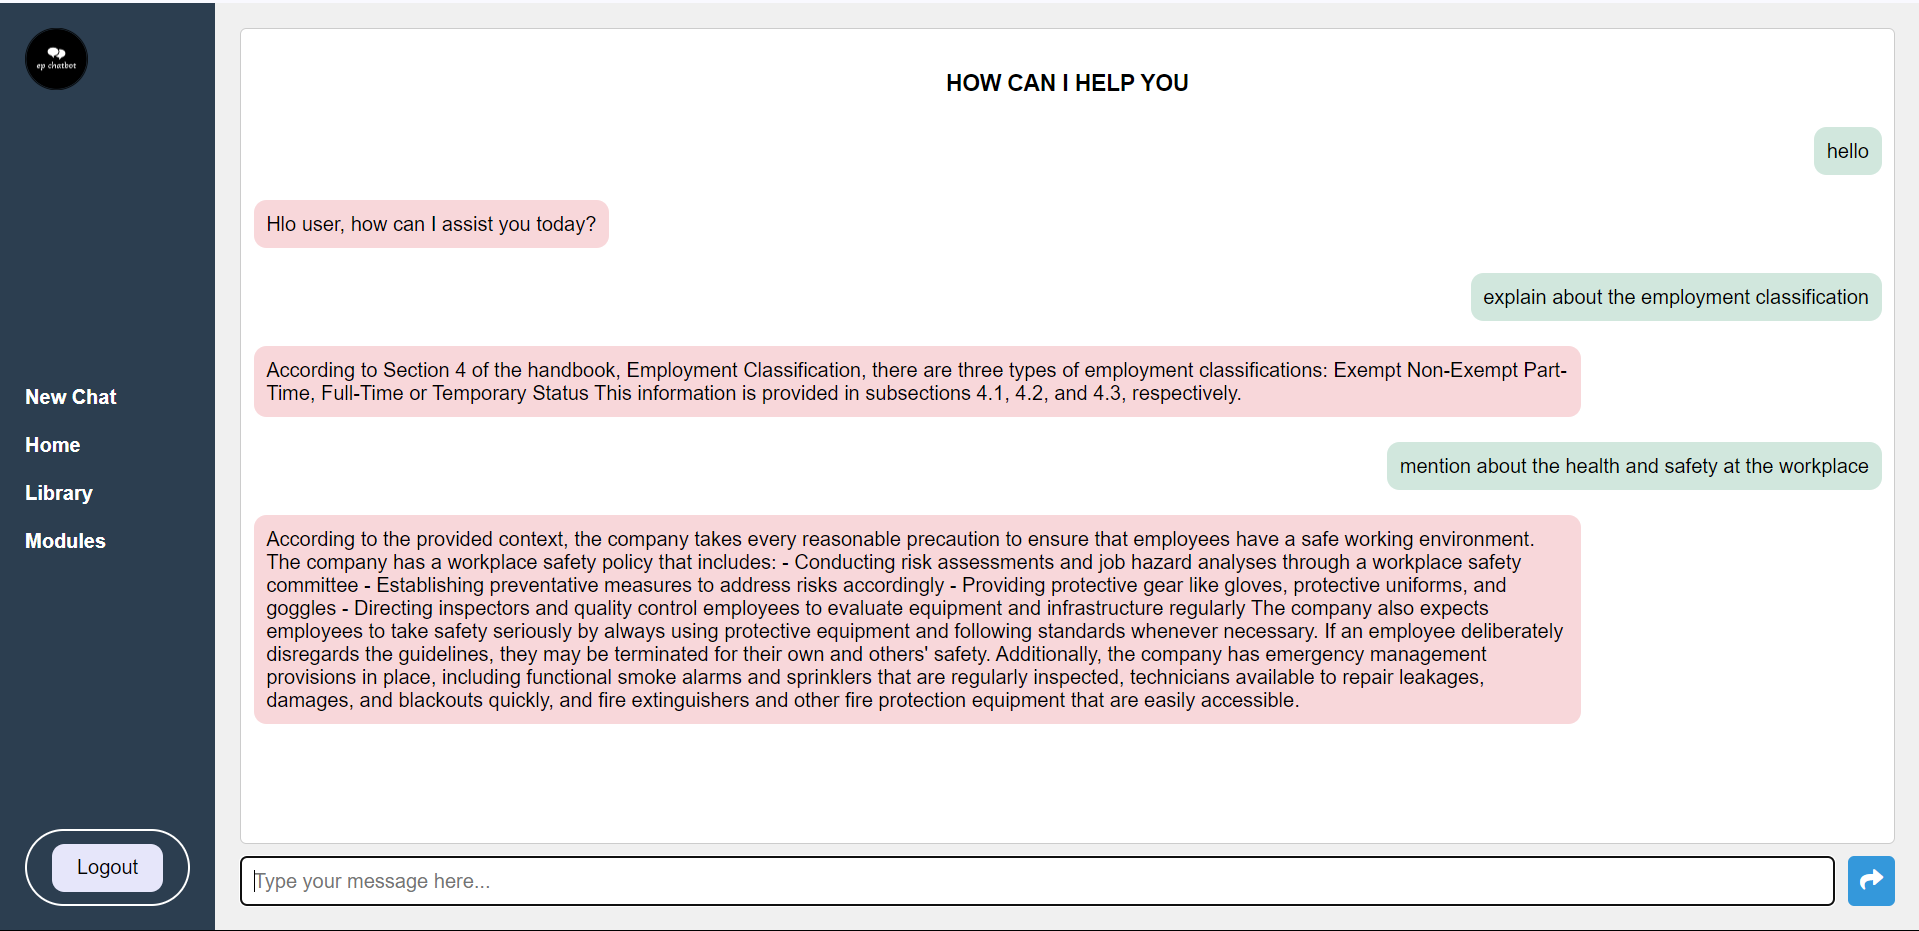 ep chatbot
HOW CAN I HELP YOU
hello
Hlo user, how can I assist you today?
explain about the employment classification
According to Section 4 of the handbook, Employment Classification, there are three types of employment classifications: Exempt Non-Exempt Part-
Time, Full-Time or Temporary Status This information is provided in subsections 4.1, 4.2, and 4.3, respectively.
mention about the health and safety at the workplace
According to the provided context, the company takes every reasonable precaution to ensure that employees have a safe working environment.
The company has a workplace safety policy that includes: - Conducting risk assessments and job hazard analyses through a workplace safety
committee - Establishing preventative measures to address risks accordingly - Providing protective gear like gloves, protective uniforms, and
goggles - Directing inspectors and quality control employees to evaluate equipment and infrastructure regularly The company also expects
employees to take safety seriously by always using protective equipment and following standards whenever necessary. If an employee deliberately
disregards the guidelines, they may be terminated for their own and others' safety. Additionally, the company has emergency management
provisions in place, including functional smoke alarms and sprinklers that are regularly inspected, technicians available to repair leakages,
damages, and blackouts quickly, and fire extinguishers and other fire protection equipment that are easily accessible.
New Chat
Home
Library
Modules
Logout
Type your message here...